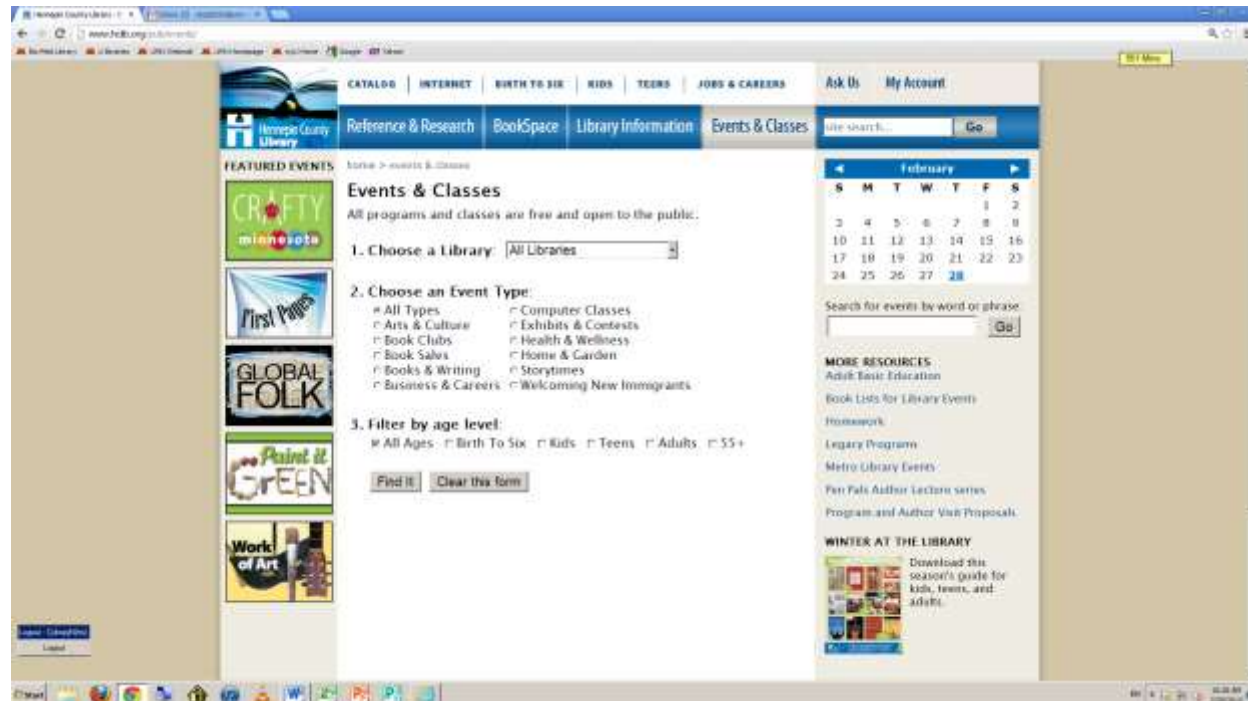 CATALOG | INTERNET | BIRTH TO SIX | KIDS | TEENS | JOBS & CAREERS
Ask Us My Account
Hennepin County
Library
Reference & Research BookSpace Library Information Events & Classes
site search... Go
FEATURED EVENTS
CRAFTY
minnesota
First Pages
GLOBAL
FOLK
Paint it
GrEEN
Work
of Art
home > events & classes
Events & Classes
All programs and classes are free and open to the public.
1. Choose a Library: All Libraries
2. Choose an Event Type:
All Types Computer Classes
Arts & Culture Exhibits & Contests
Book Clubs Health & Wellness
Book Sales Home & Garden
Books & Writing Storytimes
Business & Careers Welcoming New Immigrants
3. Filter by age level:
All Ages Birth To Six Kids Teens Adults 55+
Find It Clear this form
February
S M T W T F S
1 2
3 4 5 6 7 8 9
10 11 12 13 14 15 16
17 18 19 20 21 22 23
24 25 26 27 28
Search for events by word or phrase:
Go
MORE RESOURCES
Adult Basic Education
Book Lists for Library Events
Homework
Legacy Programs
Metro Library Events
Pen Pals Author Lecture series
Program and Author Visit Proposals
WINTER AT THE LIBRARY
Download this
season's guide for
kids, teens, and
adults.
Logout
Start